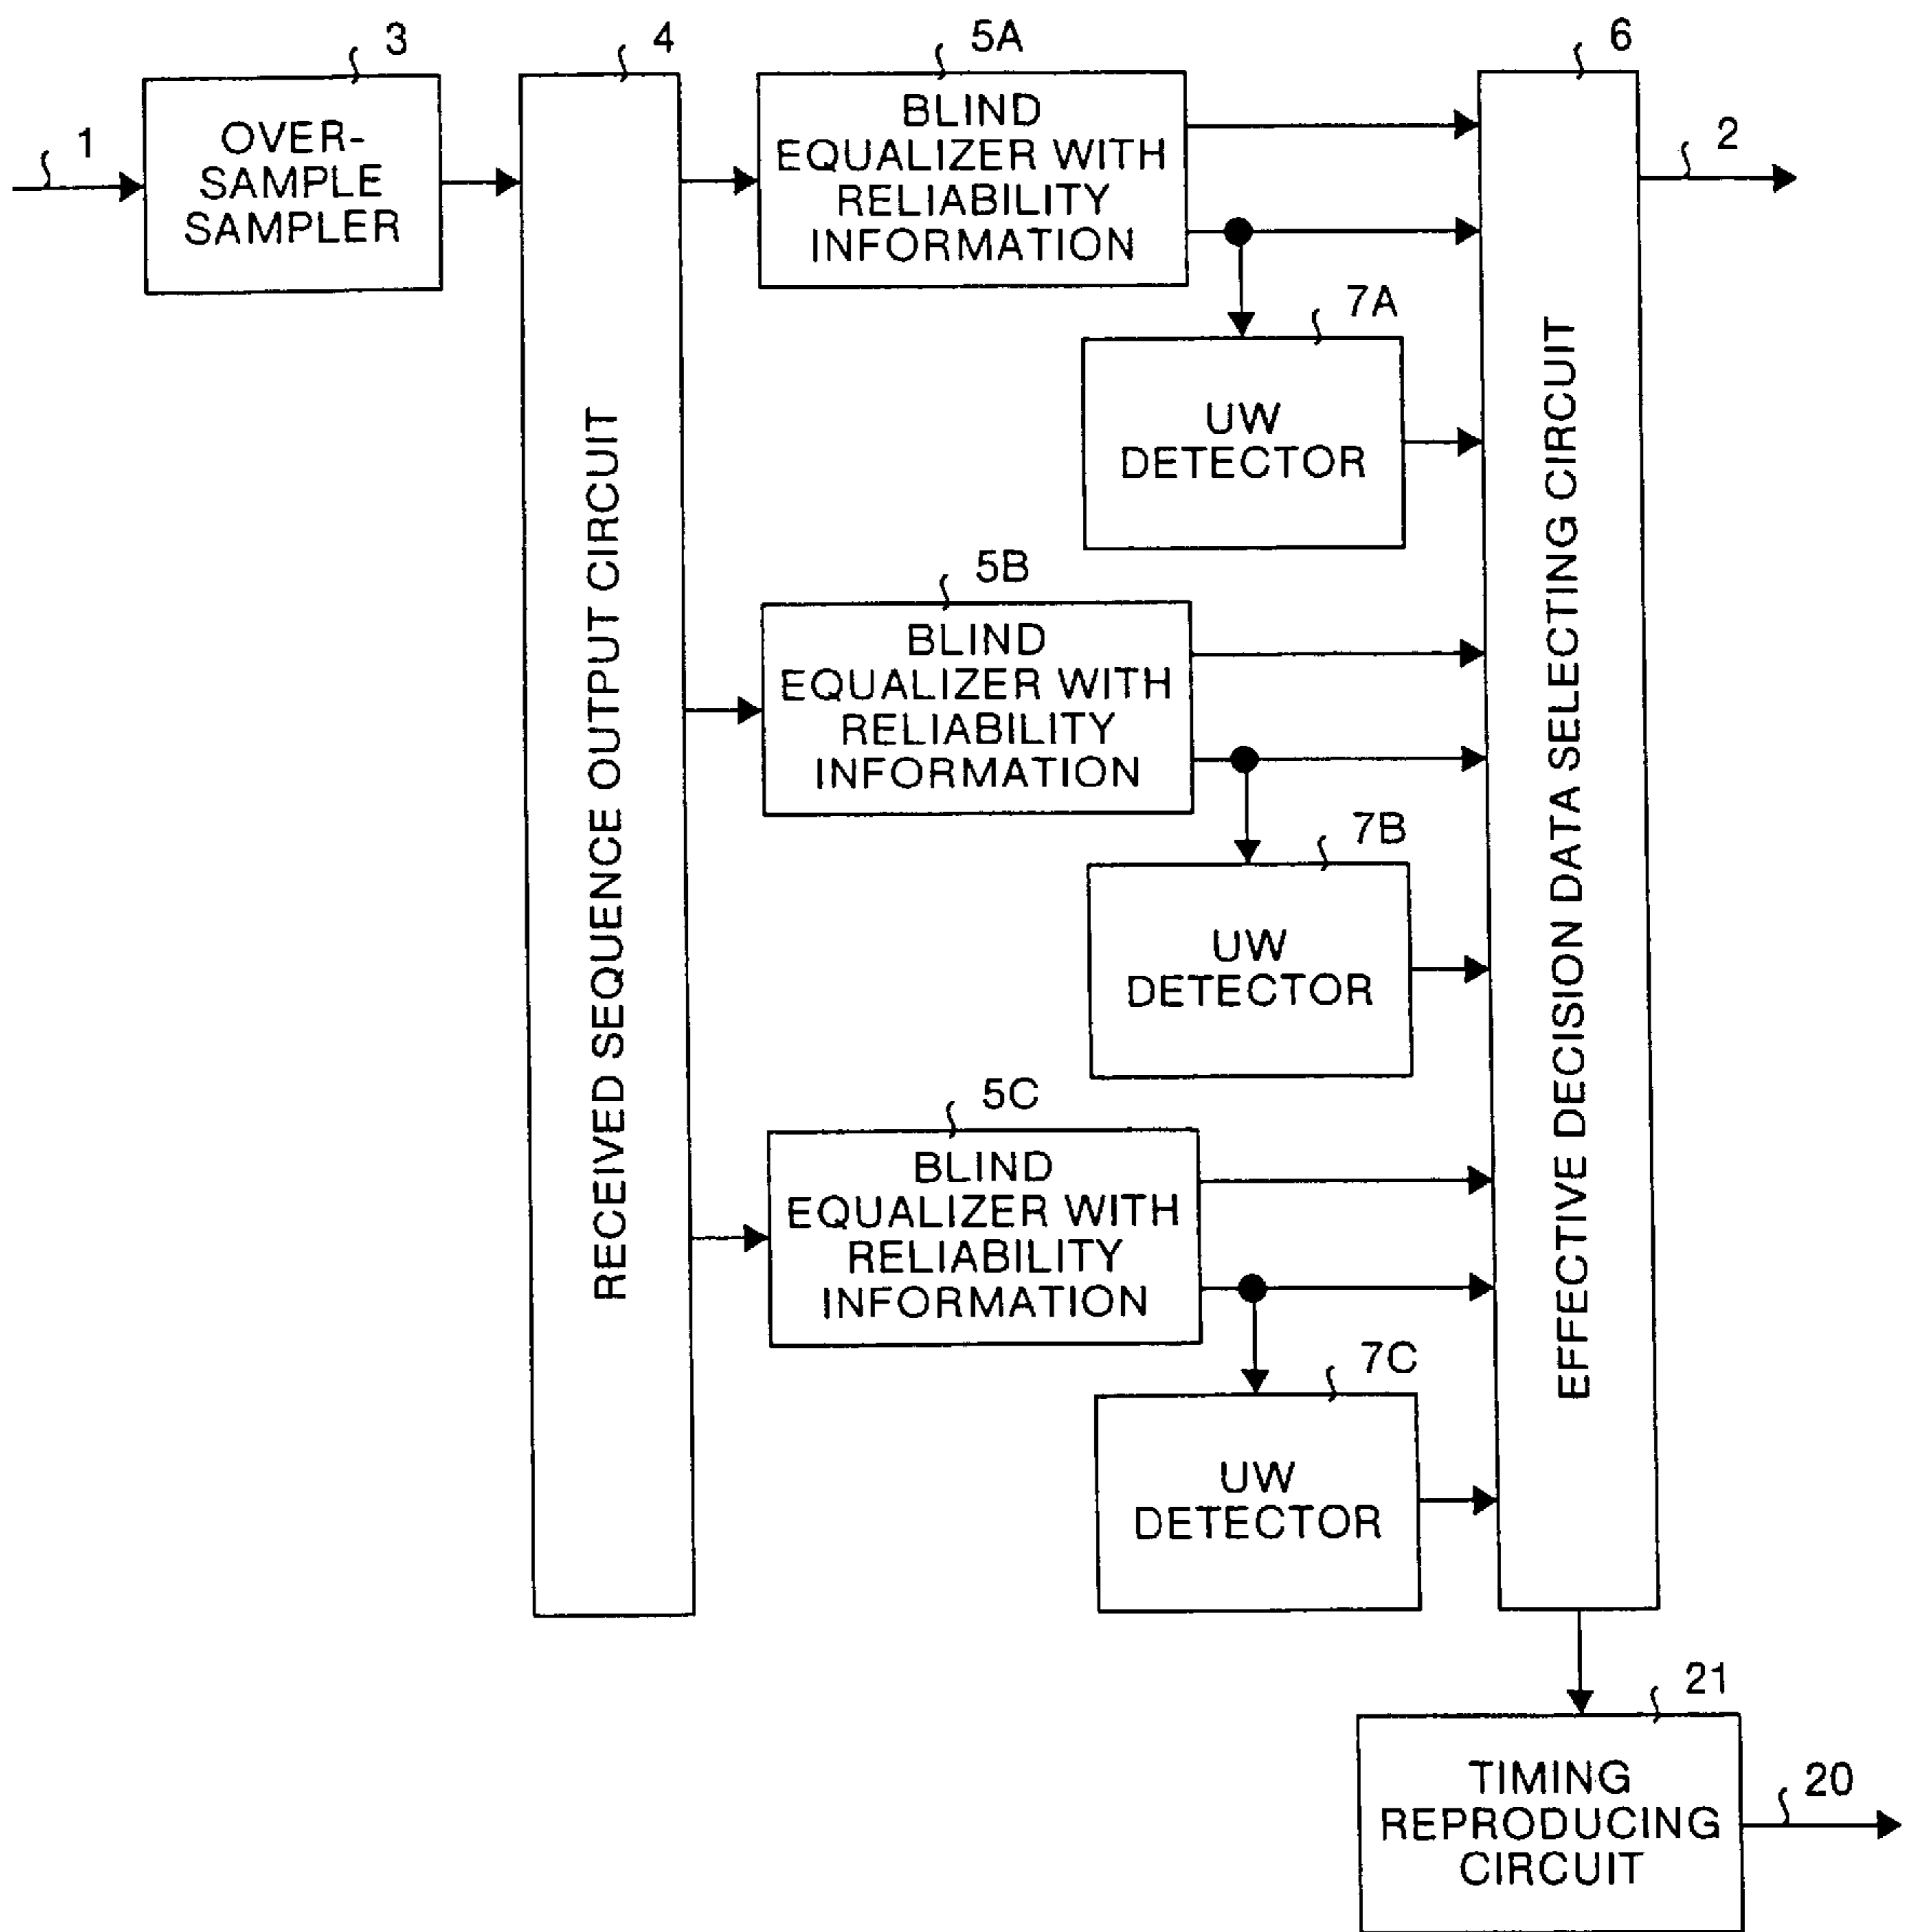 3
4
5A
6
1
OVER-
SAMPLE
SAMPLER
BLIND
EQUALIZER WITH
RELIABILITY
INFORMATION
2
7A
UW
DETECTOR
RECEIVED SEQUENCE OUTPUT CIRCUIT
EFFECTIVE DECISION DATA SELECTING CIRCUIT
5B
BLIND
EQUALIZER WITH
RELIABILITY
INFORMATION
7B
UW
DETECTOR
5C
BLIND
EQUALIZER WITH
RELIABILITY
INFORMATION
7C
UW
DETECTOR
21
TIMING
REPRODUCING
CIRCUIT
20